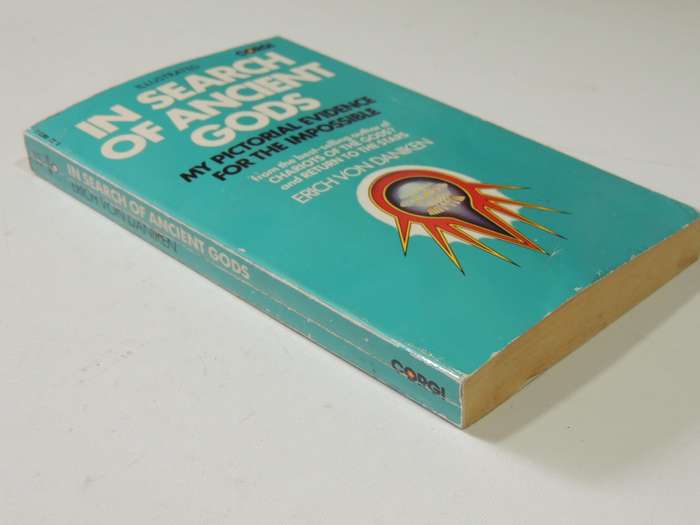 CORGI
ILLUSTRATED
IN SEARCH
OF ANCIENT
GODS
MY PICTORIAL EVIDENCE
FOR THE IMPOSSIBLE
from the best-selling author of
CHARIOTS OF THE GODS?
and RETURN TO THE STARS
ERICH VON DANIKEN
IN SEARCH OF ANCIENT GODS
ERICH VON DANIKEN
CORGI